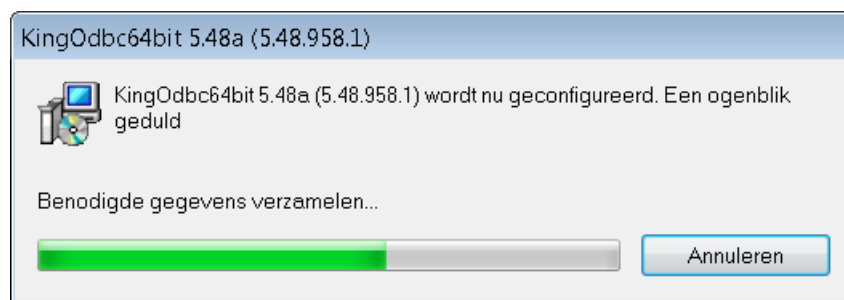 KingOdbc64bit 5.48a (5.48.958.1)
KingOdbc64bit 5.48a (5.48.958.1) wordt nu geconfigureerd. Een ogenblik
geduld
Benodigde gegevens verzamelen...
Annuleren